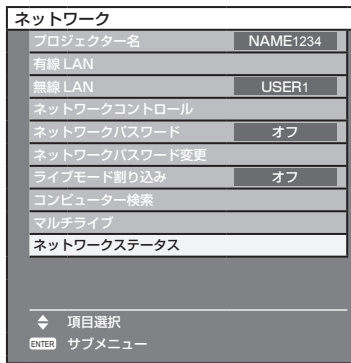 ネットワーク
プロジェクター名 NAME1234
有線 LAN
無線 LAN USER1
ネットワークコントロール
ネットワークパスワード オフ
ネットワークパスワード変更
ライブモード割り込み オフ
コンピューター検索
マルチライブ
ネットワークステータス
項目選択
ENTER サブメニュー